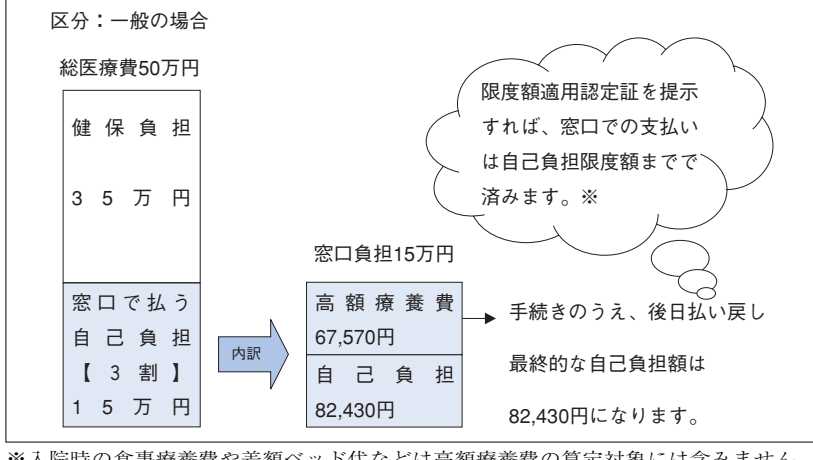 区分：一般の場合
総医療費50万円
健保負担
35万円
窓口で払う
自己負担
【3割】
15万円
内訳
窓口負担15万円
高額療養費
67,570円
自己負担
82,430円
限度額適用認定証を提示
すれば、窓口での支払い
は自己負担限度額までで
済みます。※
手続きのうえ、後日払い戻し
最終的な自己負担額は
82,430円になります。
※入院時の食事療養費や差額ベッド代などは高額療養費の算定対象には含みません